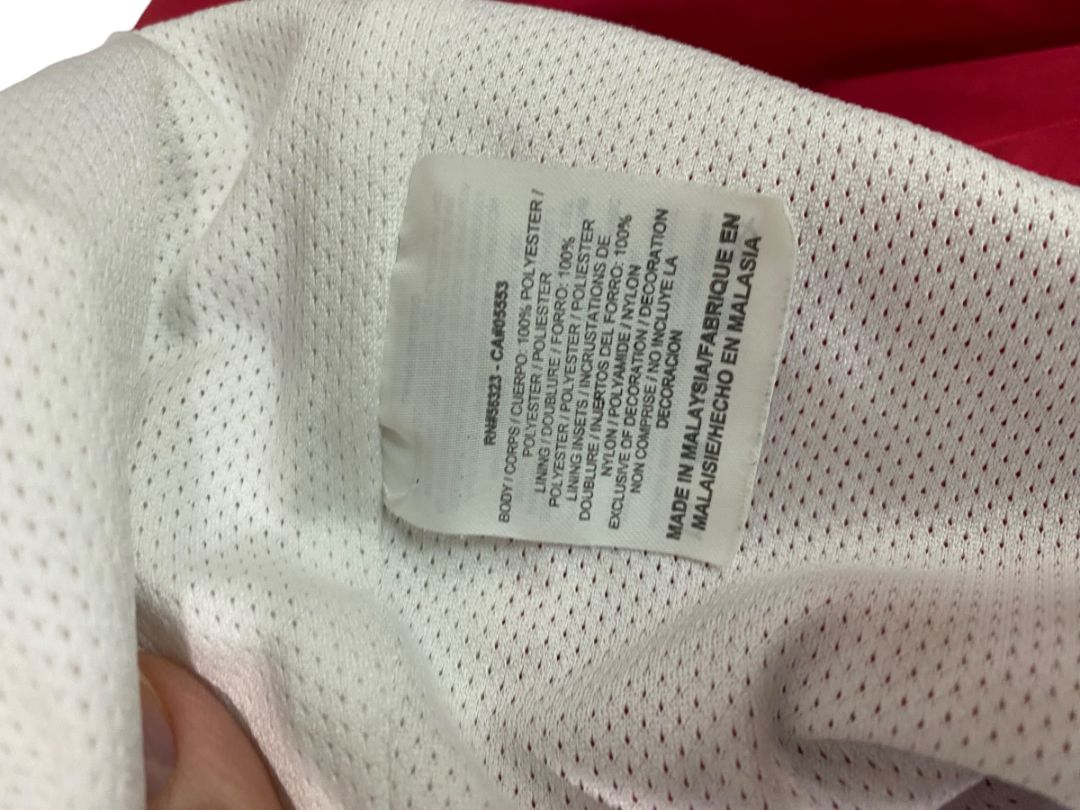 RN#56323 - CA#05553
BODY / CORPS / CUERPO: 100% POLYESTER /
POLYESTER / POLIESTER
LINING / DOUBLURE / FORRO: 100%
POLYESTER / POLYESTER / POLIESTER
LINING INSETS / INCRUSTATIONS DE
DOUBLURE / INJERTOS DEL FORRO: 100%
NYLON / POLYAMIDE / NYLON
EXCLUSIVE OF DECORATION / DECORATION
NON COMPRISE / NO INCLUYE LA
DECORACION
MADE IN MALAYSIA/FABRIQUE EN
MALAISIE/HECHO EN MALASIA